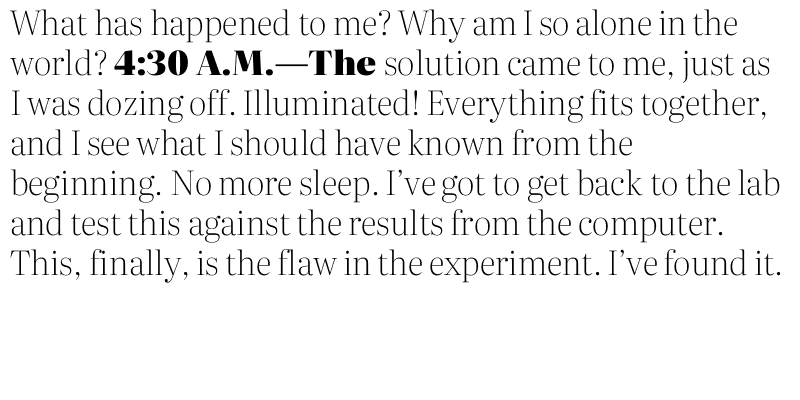 What has happened to me? Why am I so alone in the
world? 4:30 A.M.—The solution came to me, just as
I was dozing off. Illuminated! Everything fits together,
and I see what I should have known from the
beginning. No more sleep. I’ve got to get back to the lab
and test this against the results from the computer.
This, finally, is the flaw in the experiment. I’ve found it.